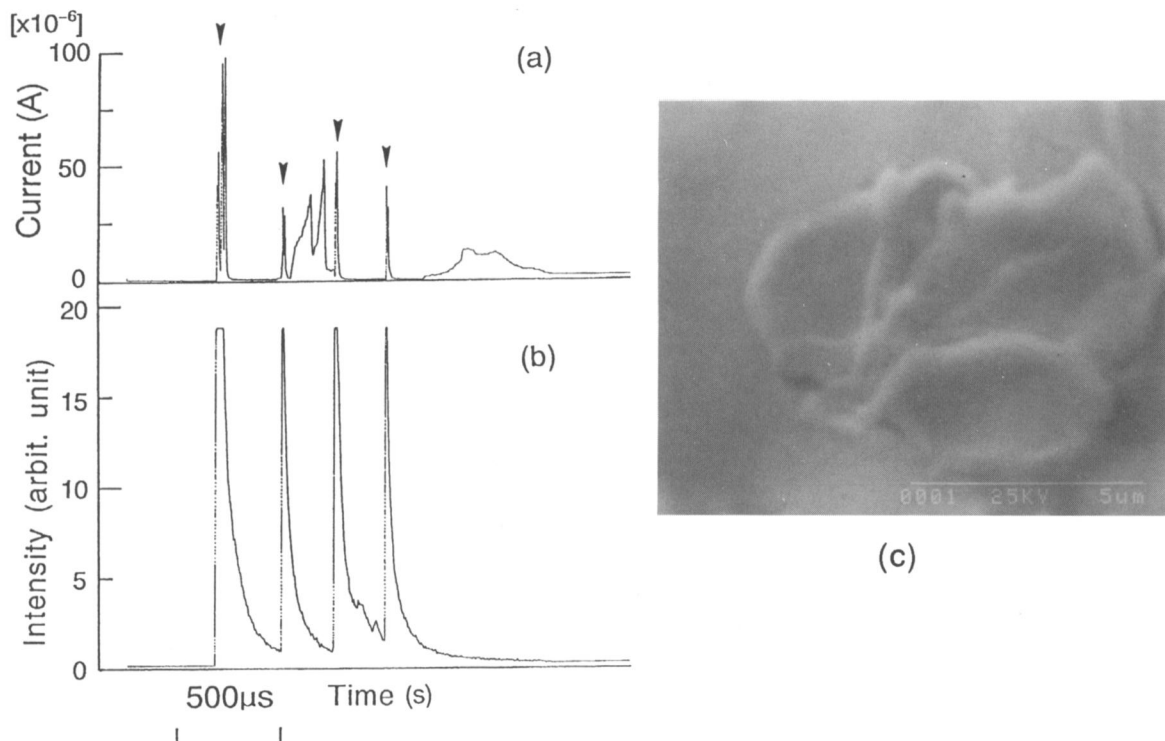 [x10⁻⁶]
(a)
100
50
0
Current (A)
(b)
20
15
10
5
0
Intensity (arbit. unit)
500μs
Time (s)
0001 25KV 5um
(c)